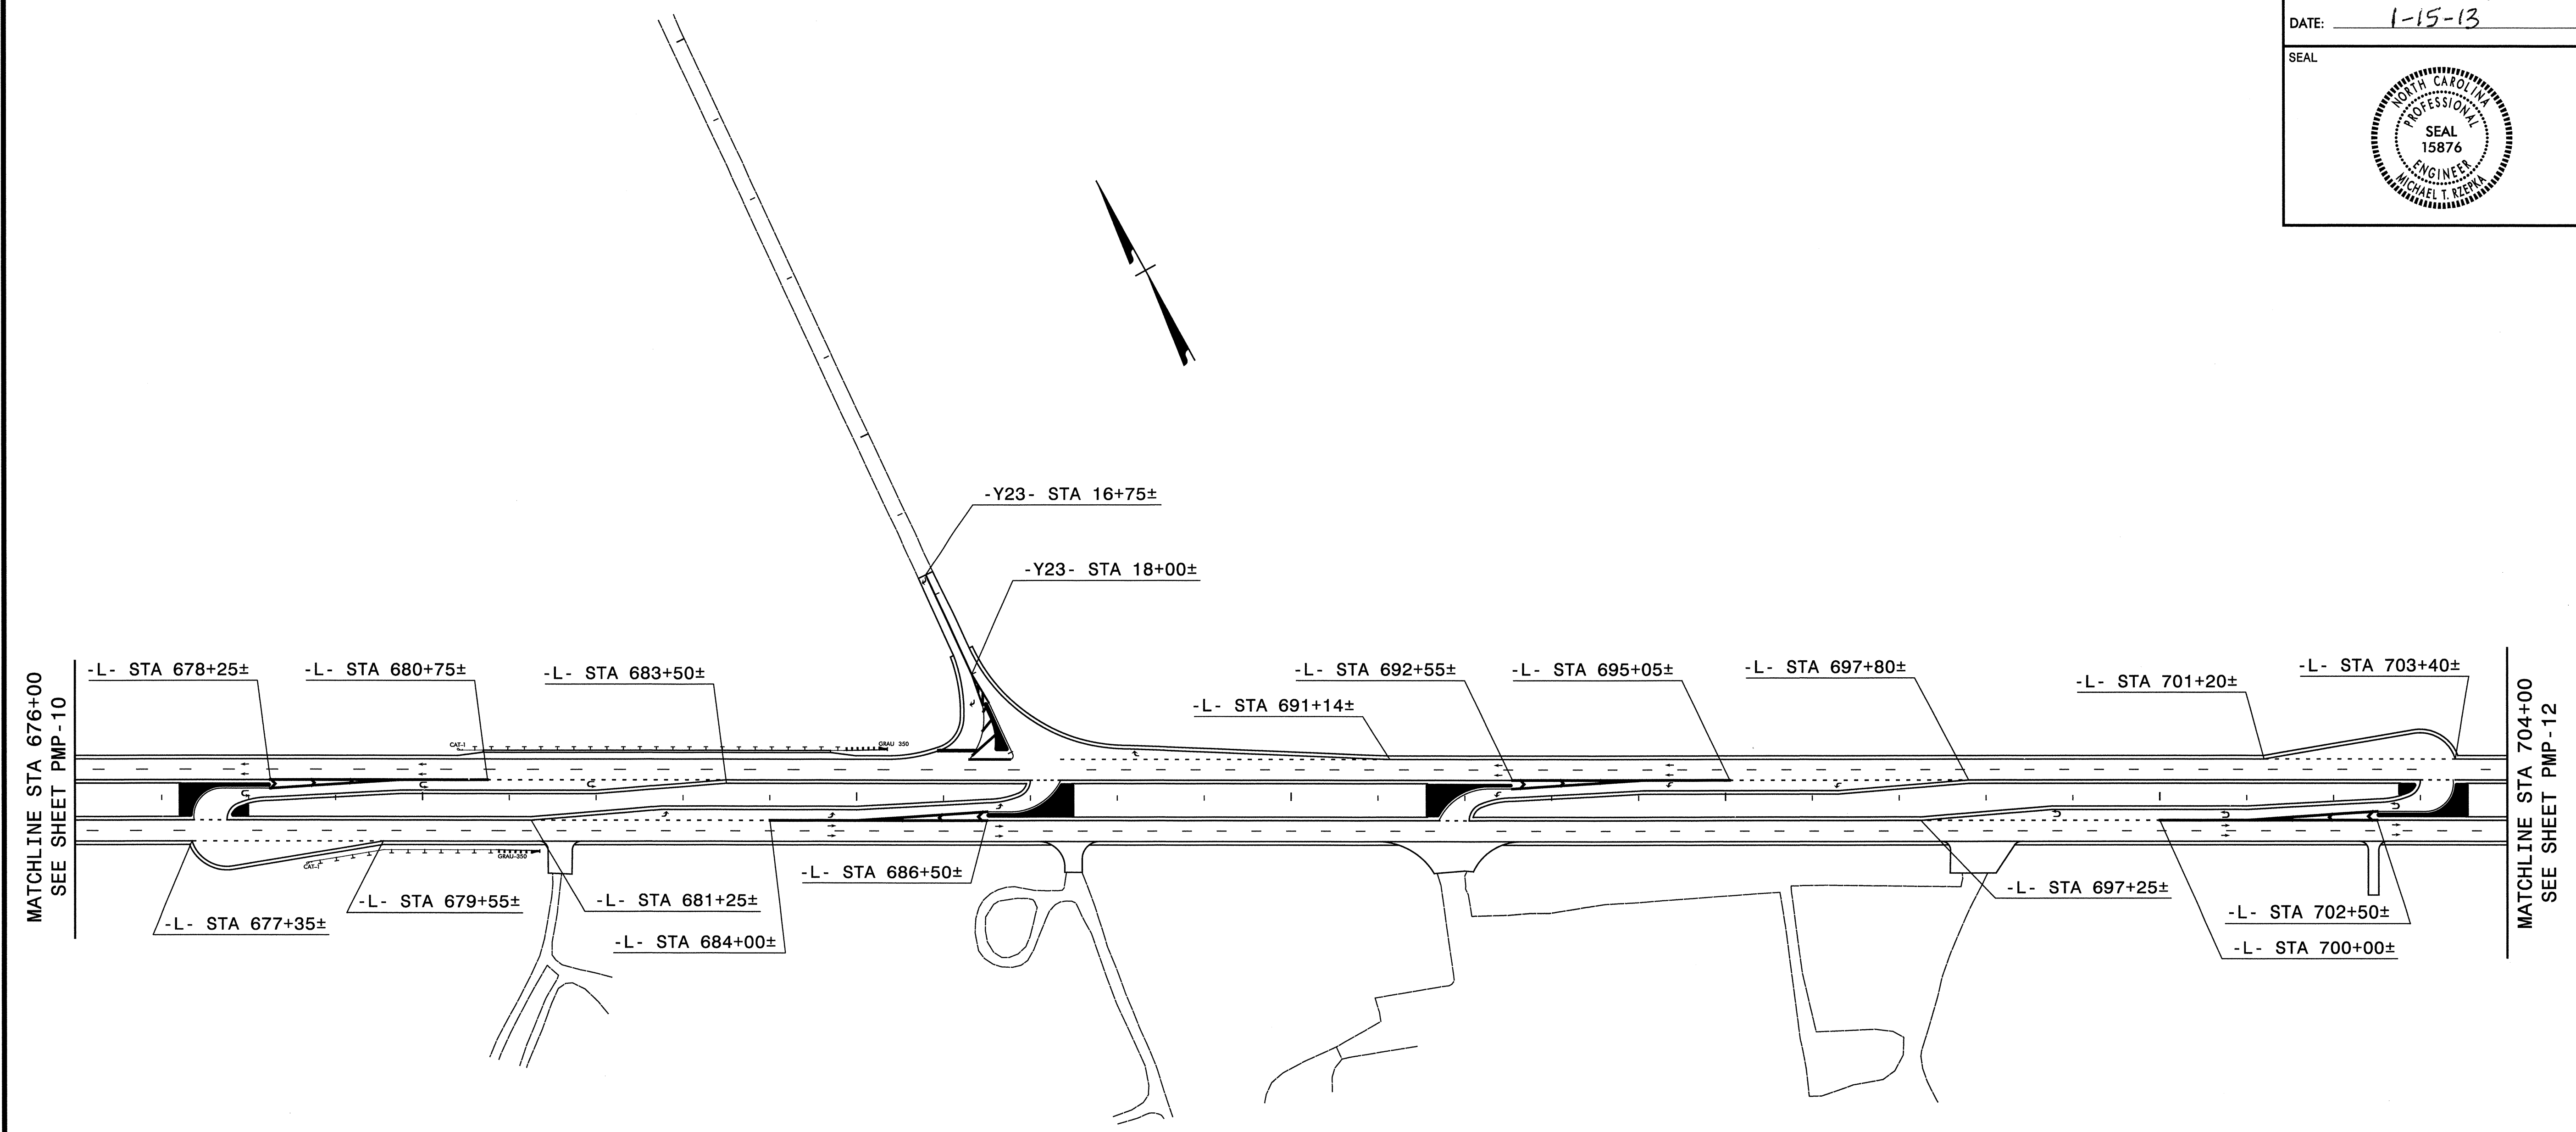 DATE: 1-15-13
SEAL
NORTH CAROLINA
PROFESSIONAL
SEAL
15876
ENGINEER
MICHAEL T. RZEPKA
-Y23- STA 16+75±
-Y23- STA 18+00±
MATCHLINE STA 676+00
SEE SHEET PMP-10
-L- STA 678+25±
-L- STA 680+75±
-L- STA 683+50±
-L- STA 691+14±
-L- STA 692+55±
-L- STA 695+05±
-L- STA 697+80±
-L- STA 701+20±
-L- STA 703+40±
MATCHLINE STA 704+00
SEE SHEET PMP-12
CAT-1
GRAU 350
CAT-1
GRAU-350
-L- STA 677+35±
-L- STA 679+55±
-L- STA 681+25±
-L- STA 684+00±
-L- STA 686+50±
-L- STA 697+25±
-L- STA 702+50±
-L- STA 700+00±